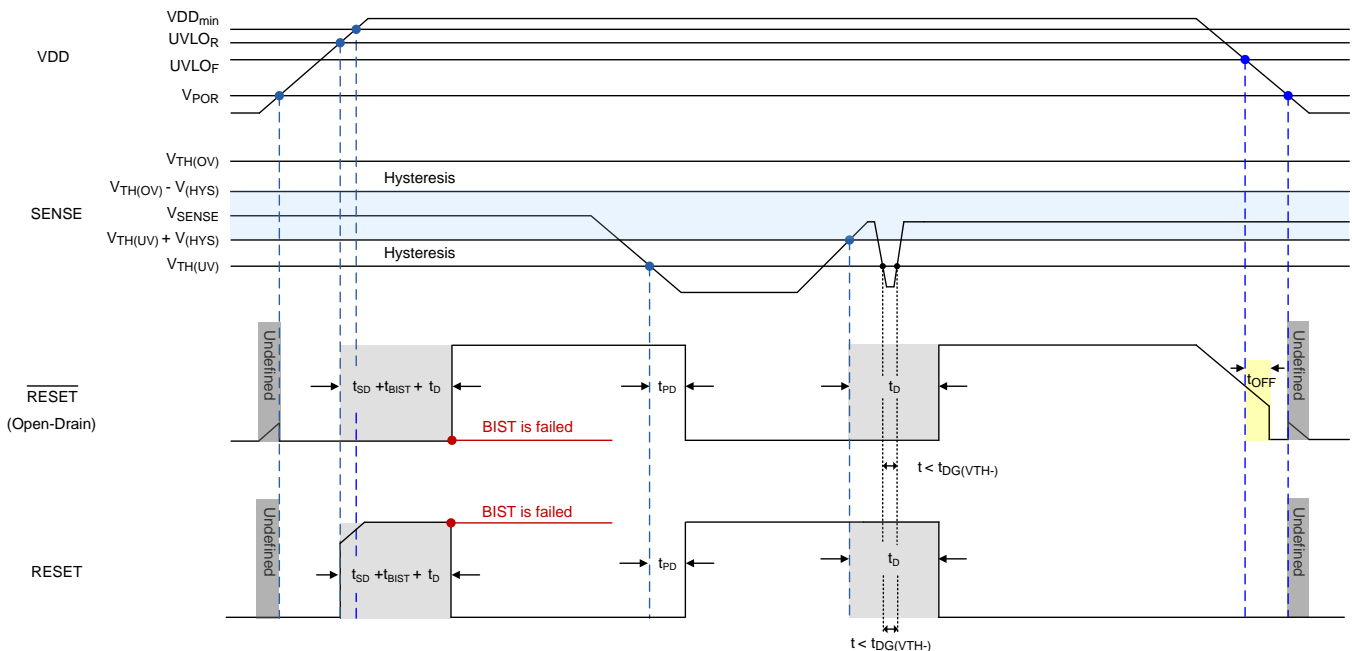 VDDmin
UVLOR
VDD
UVLOF
VPOR
VTH(OV)
Hysteresis
VTH(OV) - V(HYS)
SENSE
VSENSE
VTH(UV) + V(HYS)
Hysteresis
VTH(UV)
Undefined
Undefined
tOFF
tSD +tBIST + tD
tPD
tD
RESET
(Open-Drain)
BIST is failed
t < tDG(VTH-)
BIST is failed
Undefined
Undefined
tPD
tD
RESET
tSD +tBIST + tD
t < tDG(VTH-)